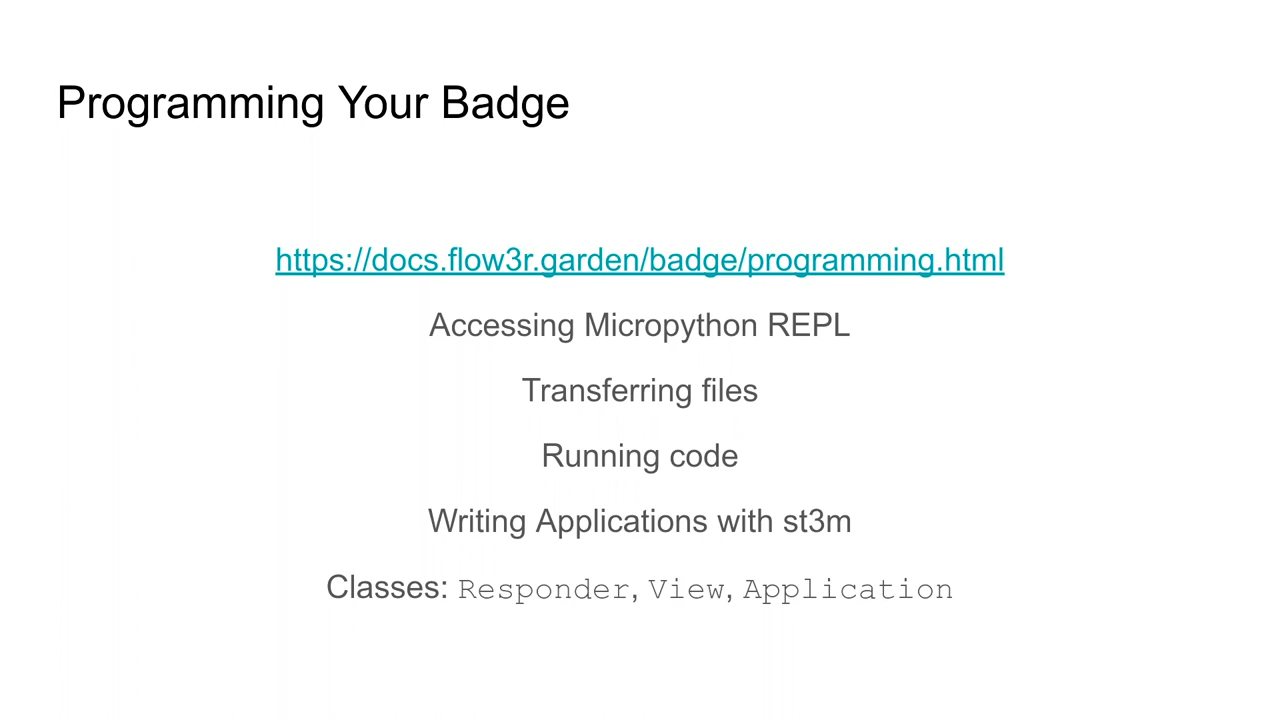 Programming Your Badge
https://docs.flow3r.garden/badge/programming.html
Accessing Micropython REPL
Transferring files
Running code
Writing Applications with st3m
Classes: Responder, View, Application